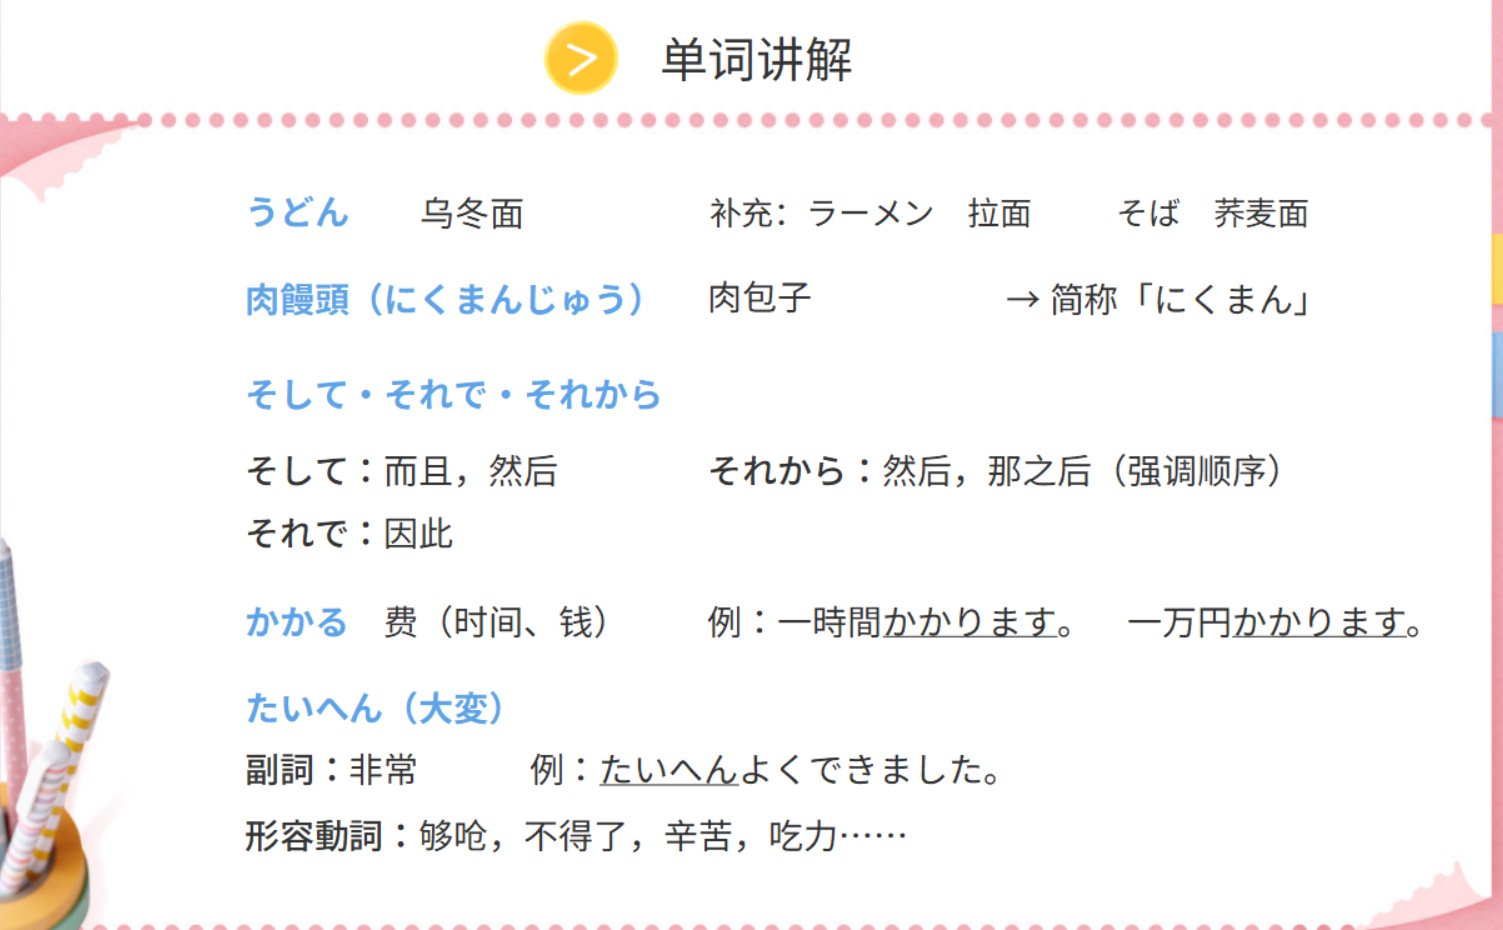 单词讲解
うどん 乌冬面 补充：ラーメン 拉面 そば 荞麦面
肉饅頭（にくまんじゅう） 肉包子 → 简称「にくまん」
そして・それで・それから
そして：而且，然后 それから：然后，那之后（强调顺序）
それで：因此
かかる 费（时间、钱） 例：一時間かかります。 一万円かかります。
たいへん（大変）
副詞：非常 例：たいへんよくできました。
形容動詞：够呛，不得了，辛苦，吃力……